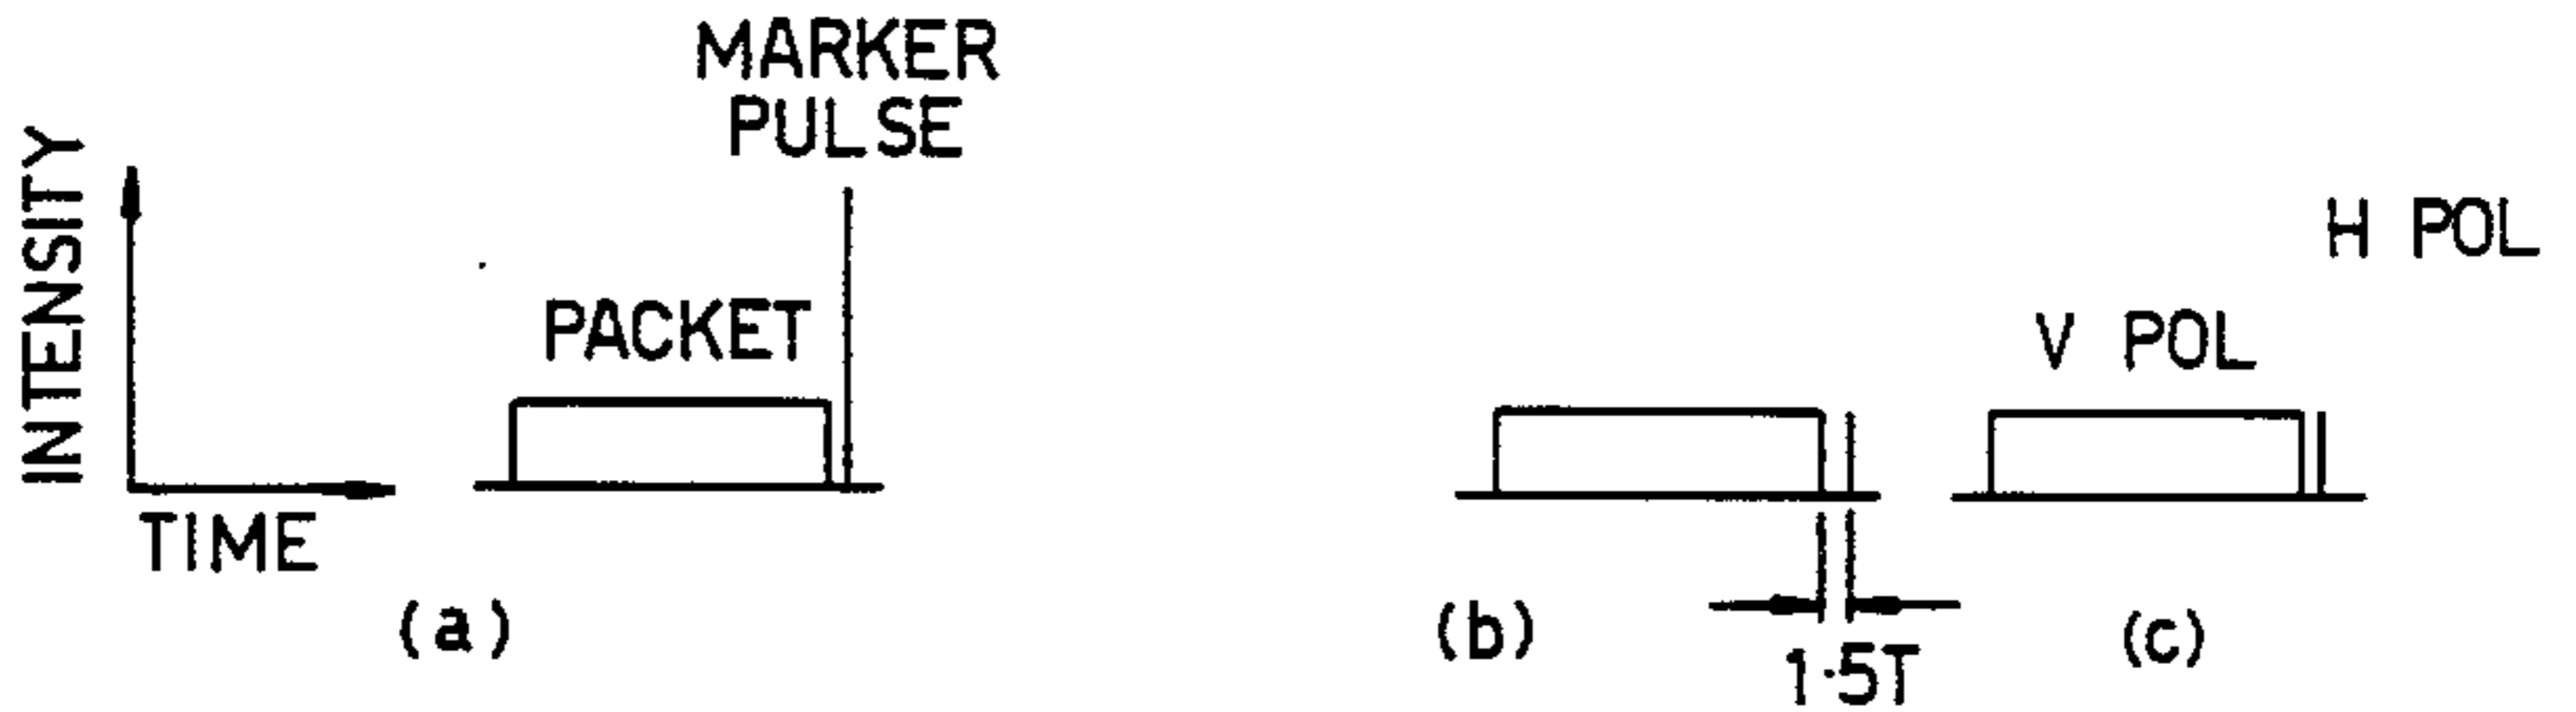 INTENSITY
TIME
MARKER
PULSE
PACKET
(a)
(b)
1·5T
V POL
H POL
(c)